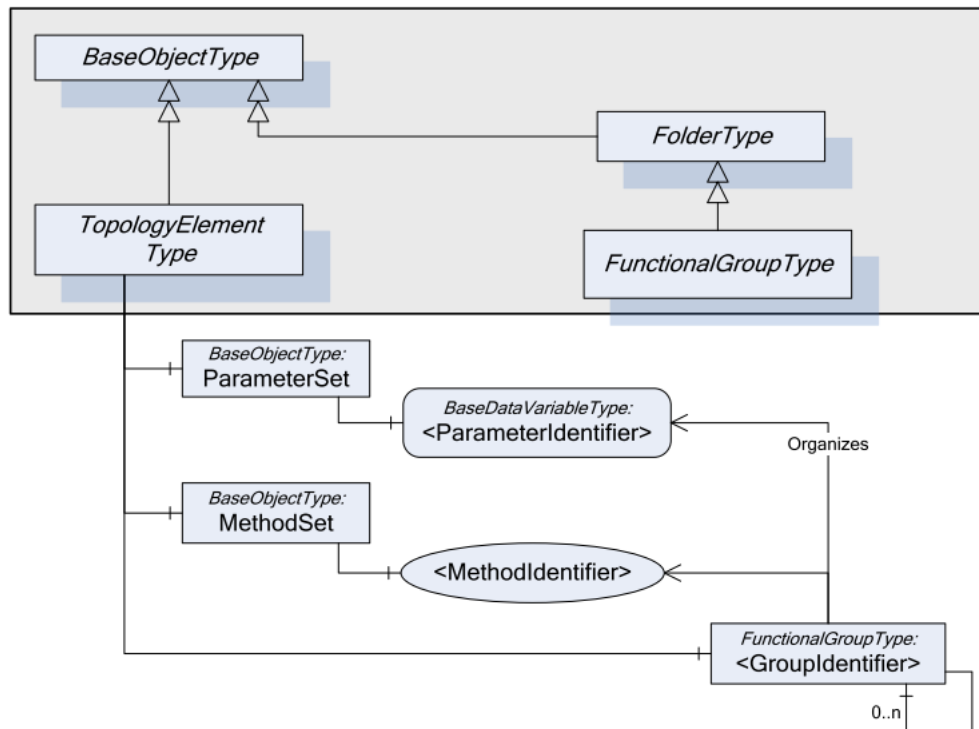 BaseObjectType
FolderType
TopologyElement
Type
FunctionalGroupType
BaseObjectType:
ParameterSet
BaseDataVariableType:
<ParameterIdentifier>
Organizes
BaseObjectType:
MethodSet
<MethodIdentifier>
FunctionalGroupType:
<GroupIdentifier>
0..n